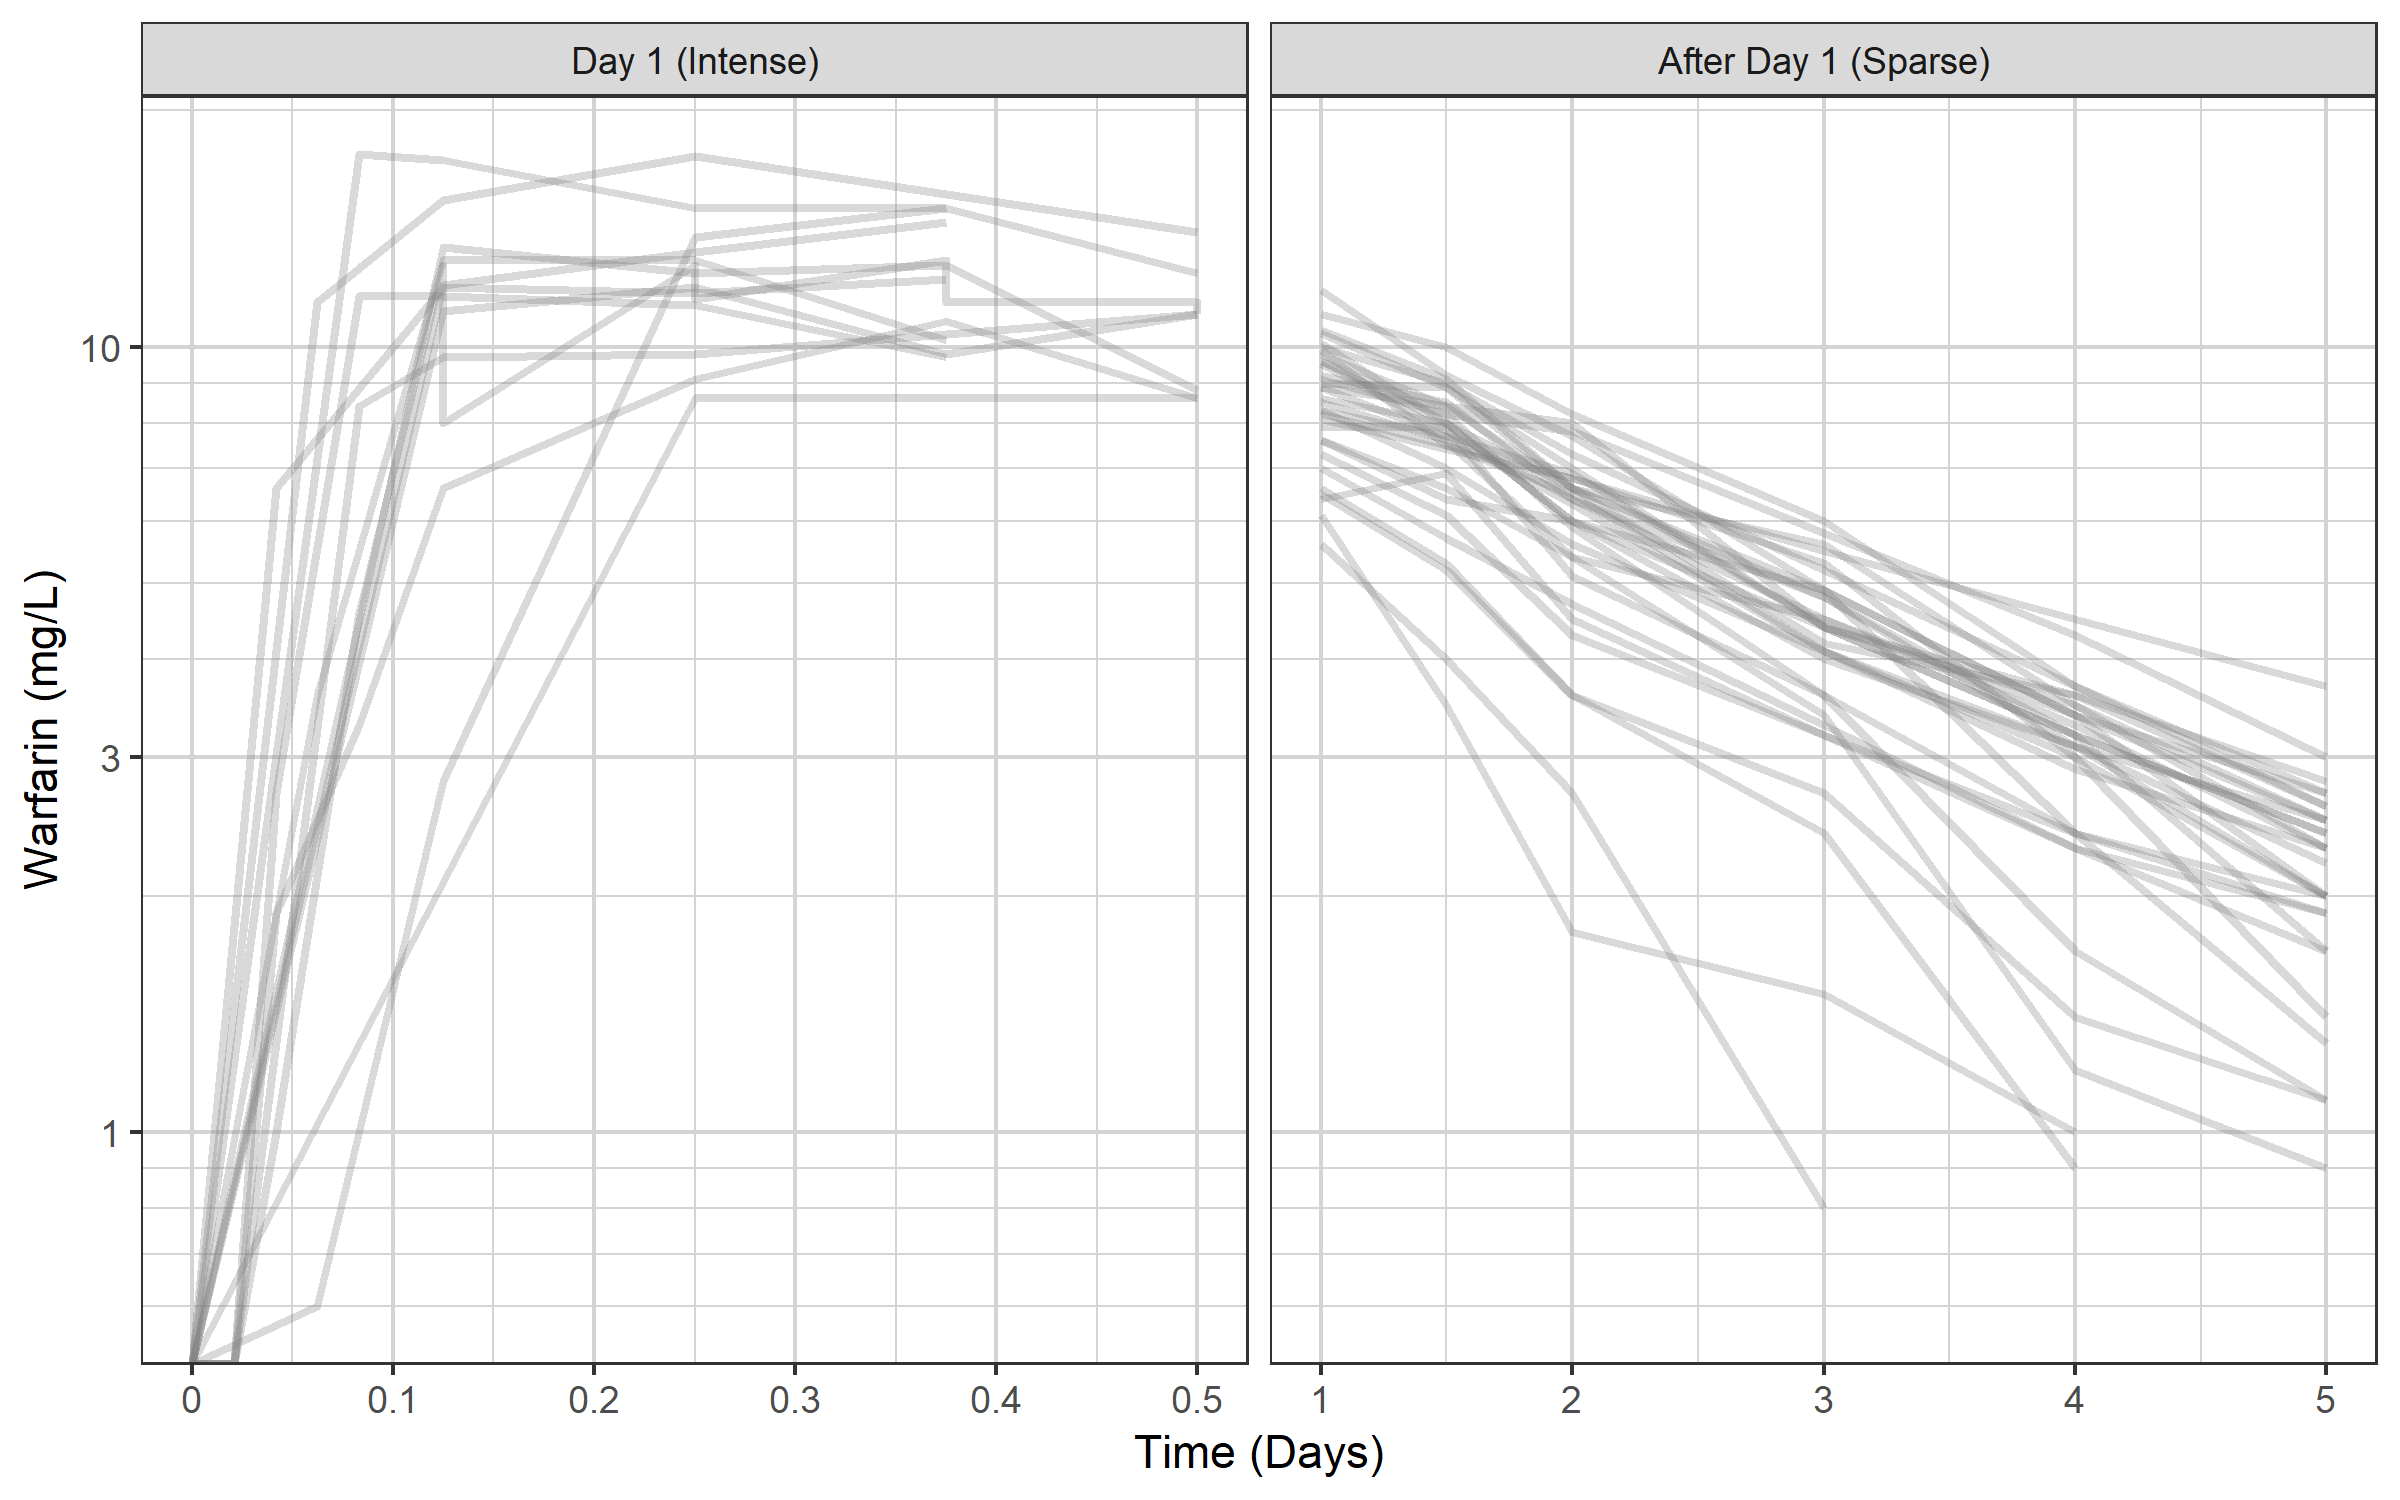 Day 1 (Intense)
After Day 1 (Sparse)
Warfarin (mg/L)
10
3
1
0 0.1 0.2 0.3 0.4 0.5
1 2 3 4 5
Time (Days)